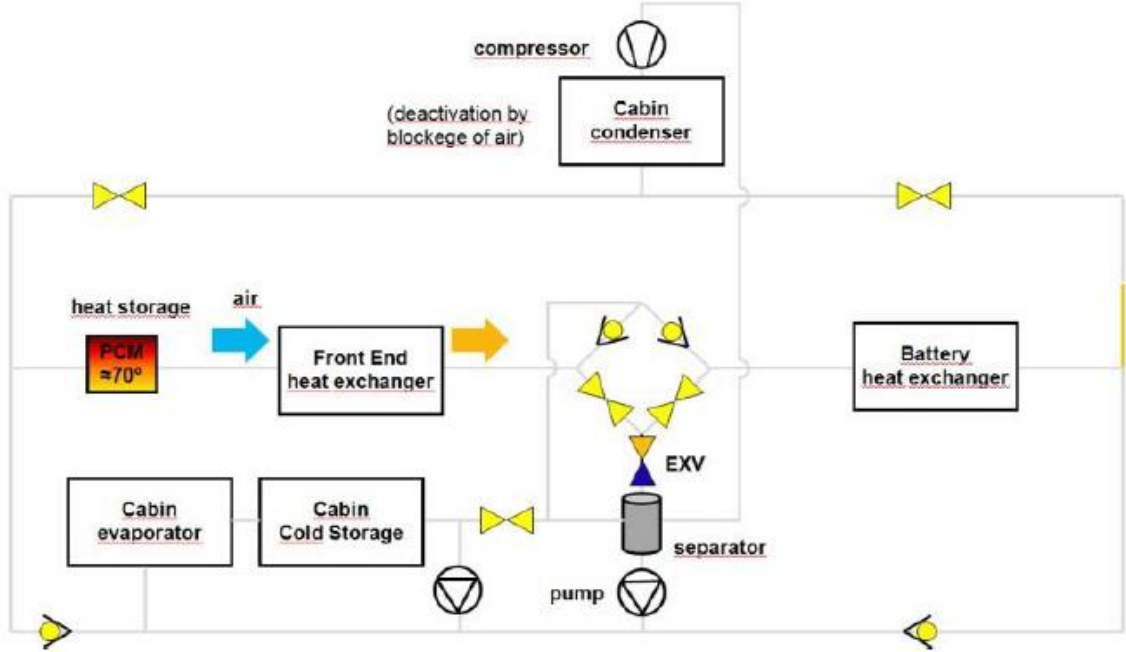 compressor
(deactivation by
blockege of air)
Cabin
condenser
heat storage
air
PCM
≈70º
Front End
heat exchanger
Battery
heat exchanger
EXV
Cabin
evaporator
Cabin
Cold Storage
separator
pump